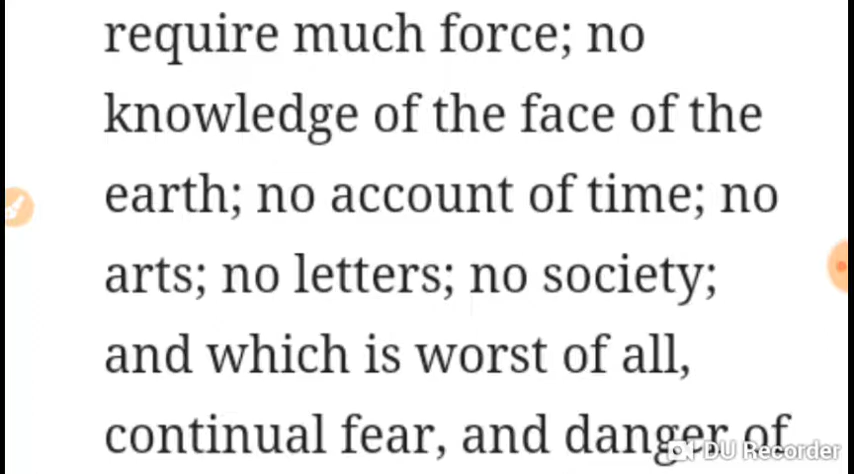 require much force; no
knowledge of the face of the
earth; no account of time; no
arts; no letters; no society;
and which is worst of all,
continual fear, and danger of
DU Recorder